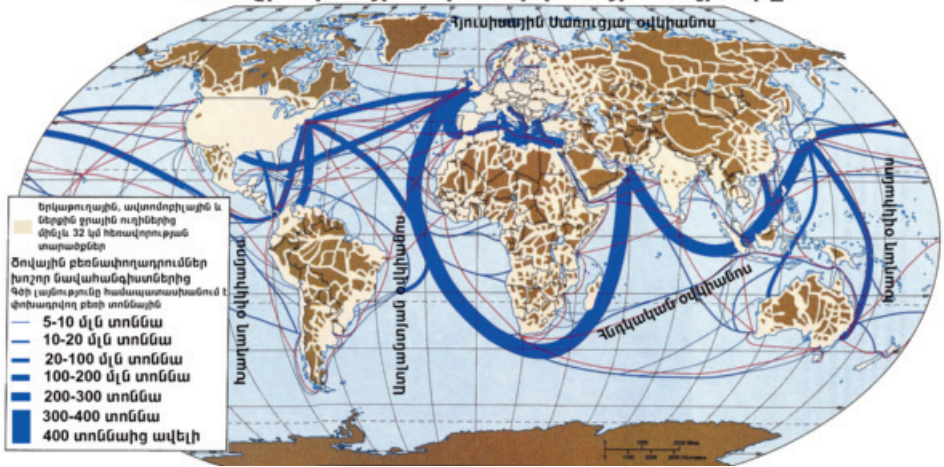 Հյուսիսային Սառուցյալ օվկիանոս
Երկաթուղային, ավտոմոբիլային և
ներքին ջրային ուղիներից
մինչև 32 կմ հեռավորության
տարածքներ
Ծովային բեռնափոխադրումներ
խոշոր նավահանգիստներից
Գծի լայնությունը համապատասխանում է
փոխադրվող բեռի տոննային
5-10 մլն տոննա
10-20 մլն տոննա
20-100 մլն տոննա
100-200 մլն տոննա
200-300 տոննա
300-400 տոննա
400 տոննաից ավելի
Խաղաղ օվկիանոս
Ատլանտյան օվկիանոս
Հնդկական օվկիանոս
Խաղաղ օվկիանոս